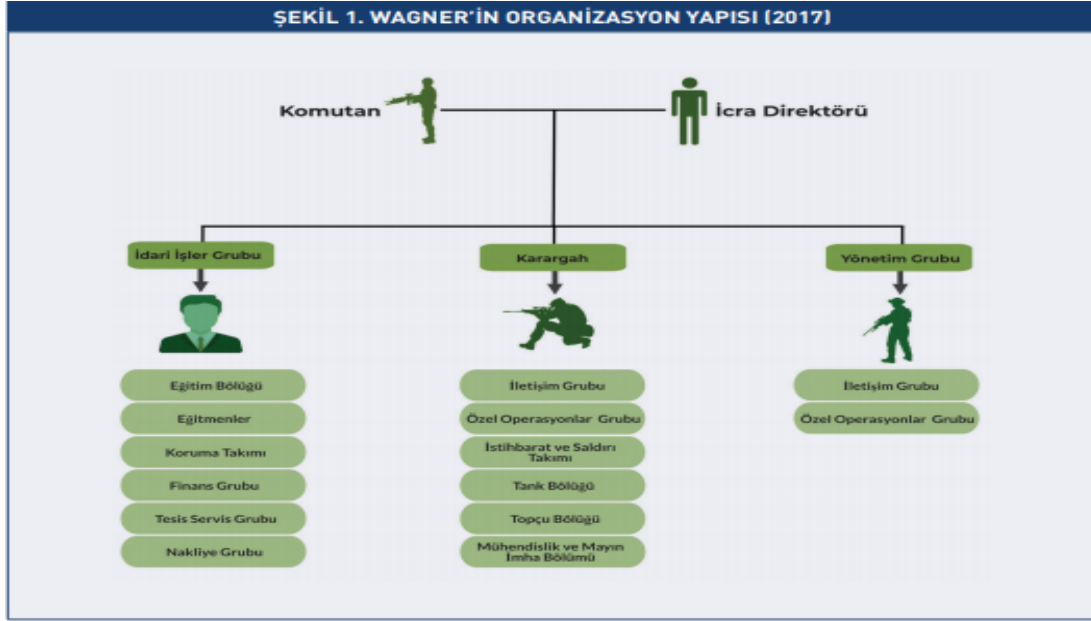 ŞEKİL 1. WAGNER'İN ORGANİZASYON YAPISI (2017)
Komutan
İcra Direktörü
İdari İşler Grubu
Eğitim Bölüğü
Eğitmenler
Koruma Takımı
Finans Grubu
Tesis Servis Grubu
Nakliye Grubu
Karargah
İletişim Grubu
Özel Operasyonlar Grubu
İstihbarat ve Saldırı
Takımı
Tank Bölüğü
Topçu Bölüğü
Mühendislik ve Mayın
İmha Bölümü
Yönetim Grubu
İletişim Grubu
Özel Operasyonlar Grubu